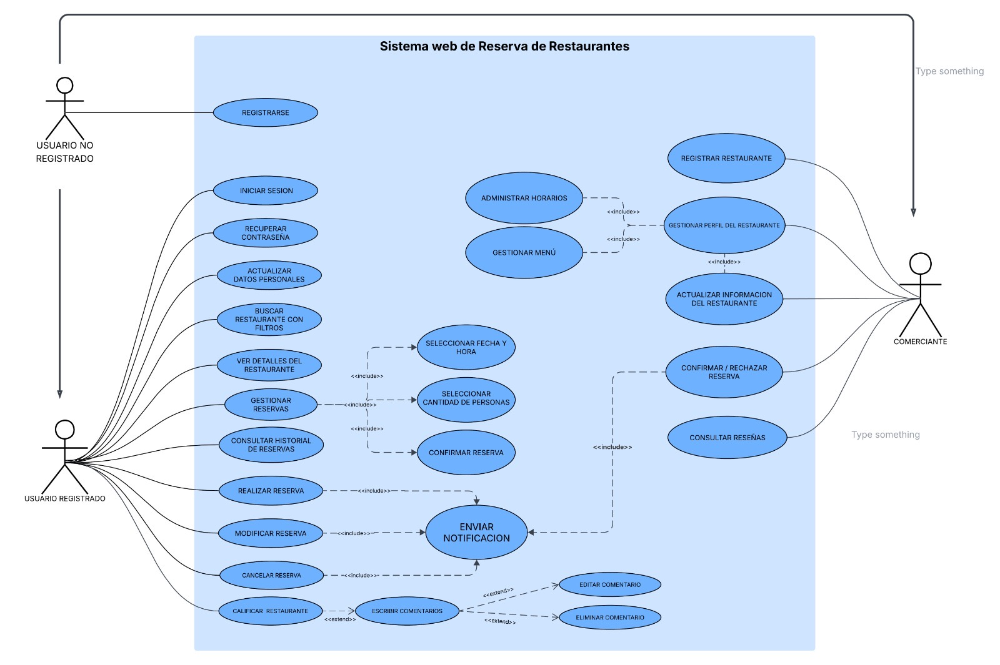 Sistema web de Reserva de Restaurantes
Type something
USUARIO NO
REGISTRADO
REGISTRARSE
INICIAR SESION
RECUPERAR
CONTRASEÑA
ACTUALIZAR
DATOS PERSONALES
BUSCAR
RESTAURANTE CON
FILTROS
VER DETALLES DEL
RESTAURANTE
GESTIONAR
RESERVAS
CONSULTAR HISTORIAL
DE RESERVAS
REALIZAR RESERVA
MODIFICAR RESERVA
CANCELAR RESERVA
CALIFICAR RESTAURANTE
USUARIO REGISTRADO
<<include>>
<<include>>
<<include>>
SELECCIONAR FECHA Y
HORA
SELECCIONAR
CANTIDAD DE PERSONAS
CONFIRMAR RESERVA
<<include>>
<<include>>
<<include>>
ENVIAR
NOTIFICACION
<<extend>>
ESCRIBIR COMENTARIOS
<<extend>>
<<extend>>
EDITAR COMENTARIO
ELIMINAR COMENTARIO
ADMINISTRAR HORARIOS
GESTIONAR MENÚ
<<include>>
<<include>>
REGISTRAR RESTAURANTE
GESTIONAR PERFIL DEL RESTAURANTE
<<include>>
ACTUALIZAR INFORMACION
DEL RESTAURANTE
CONFIRMAR / RECHAZAR
RESERVA
<<include>>
CONSULTAR RESEÑAS
COMERCIANTE
Type something